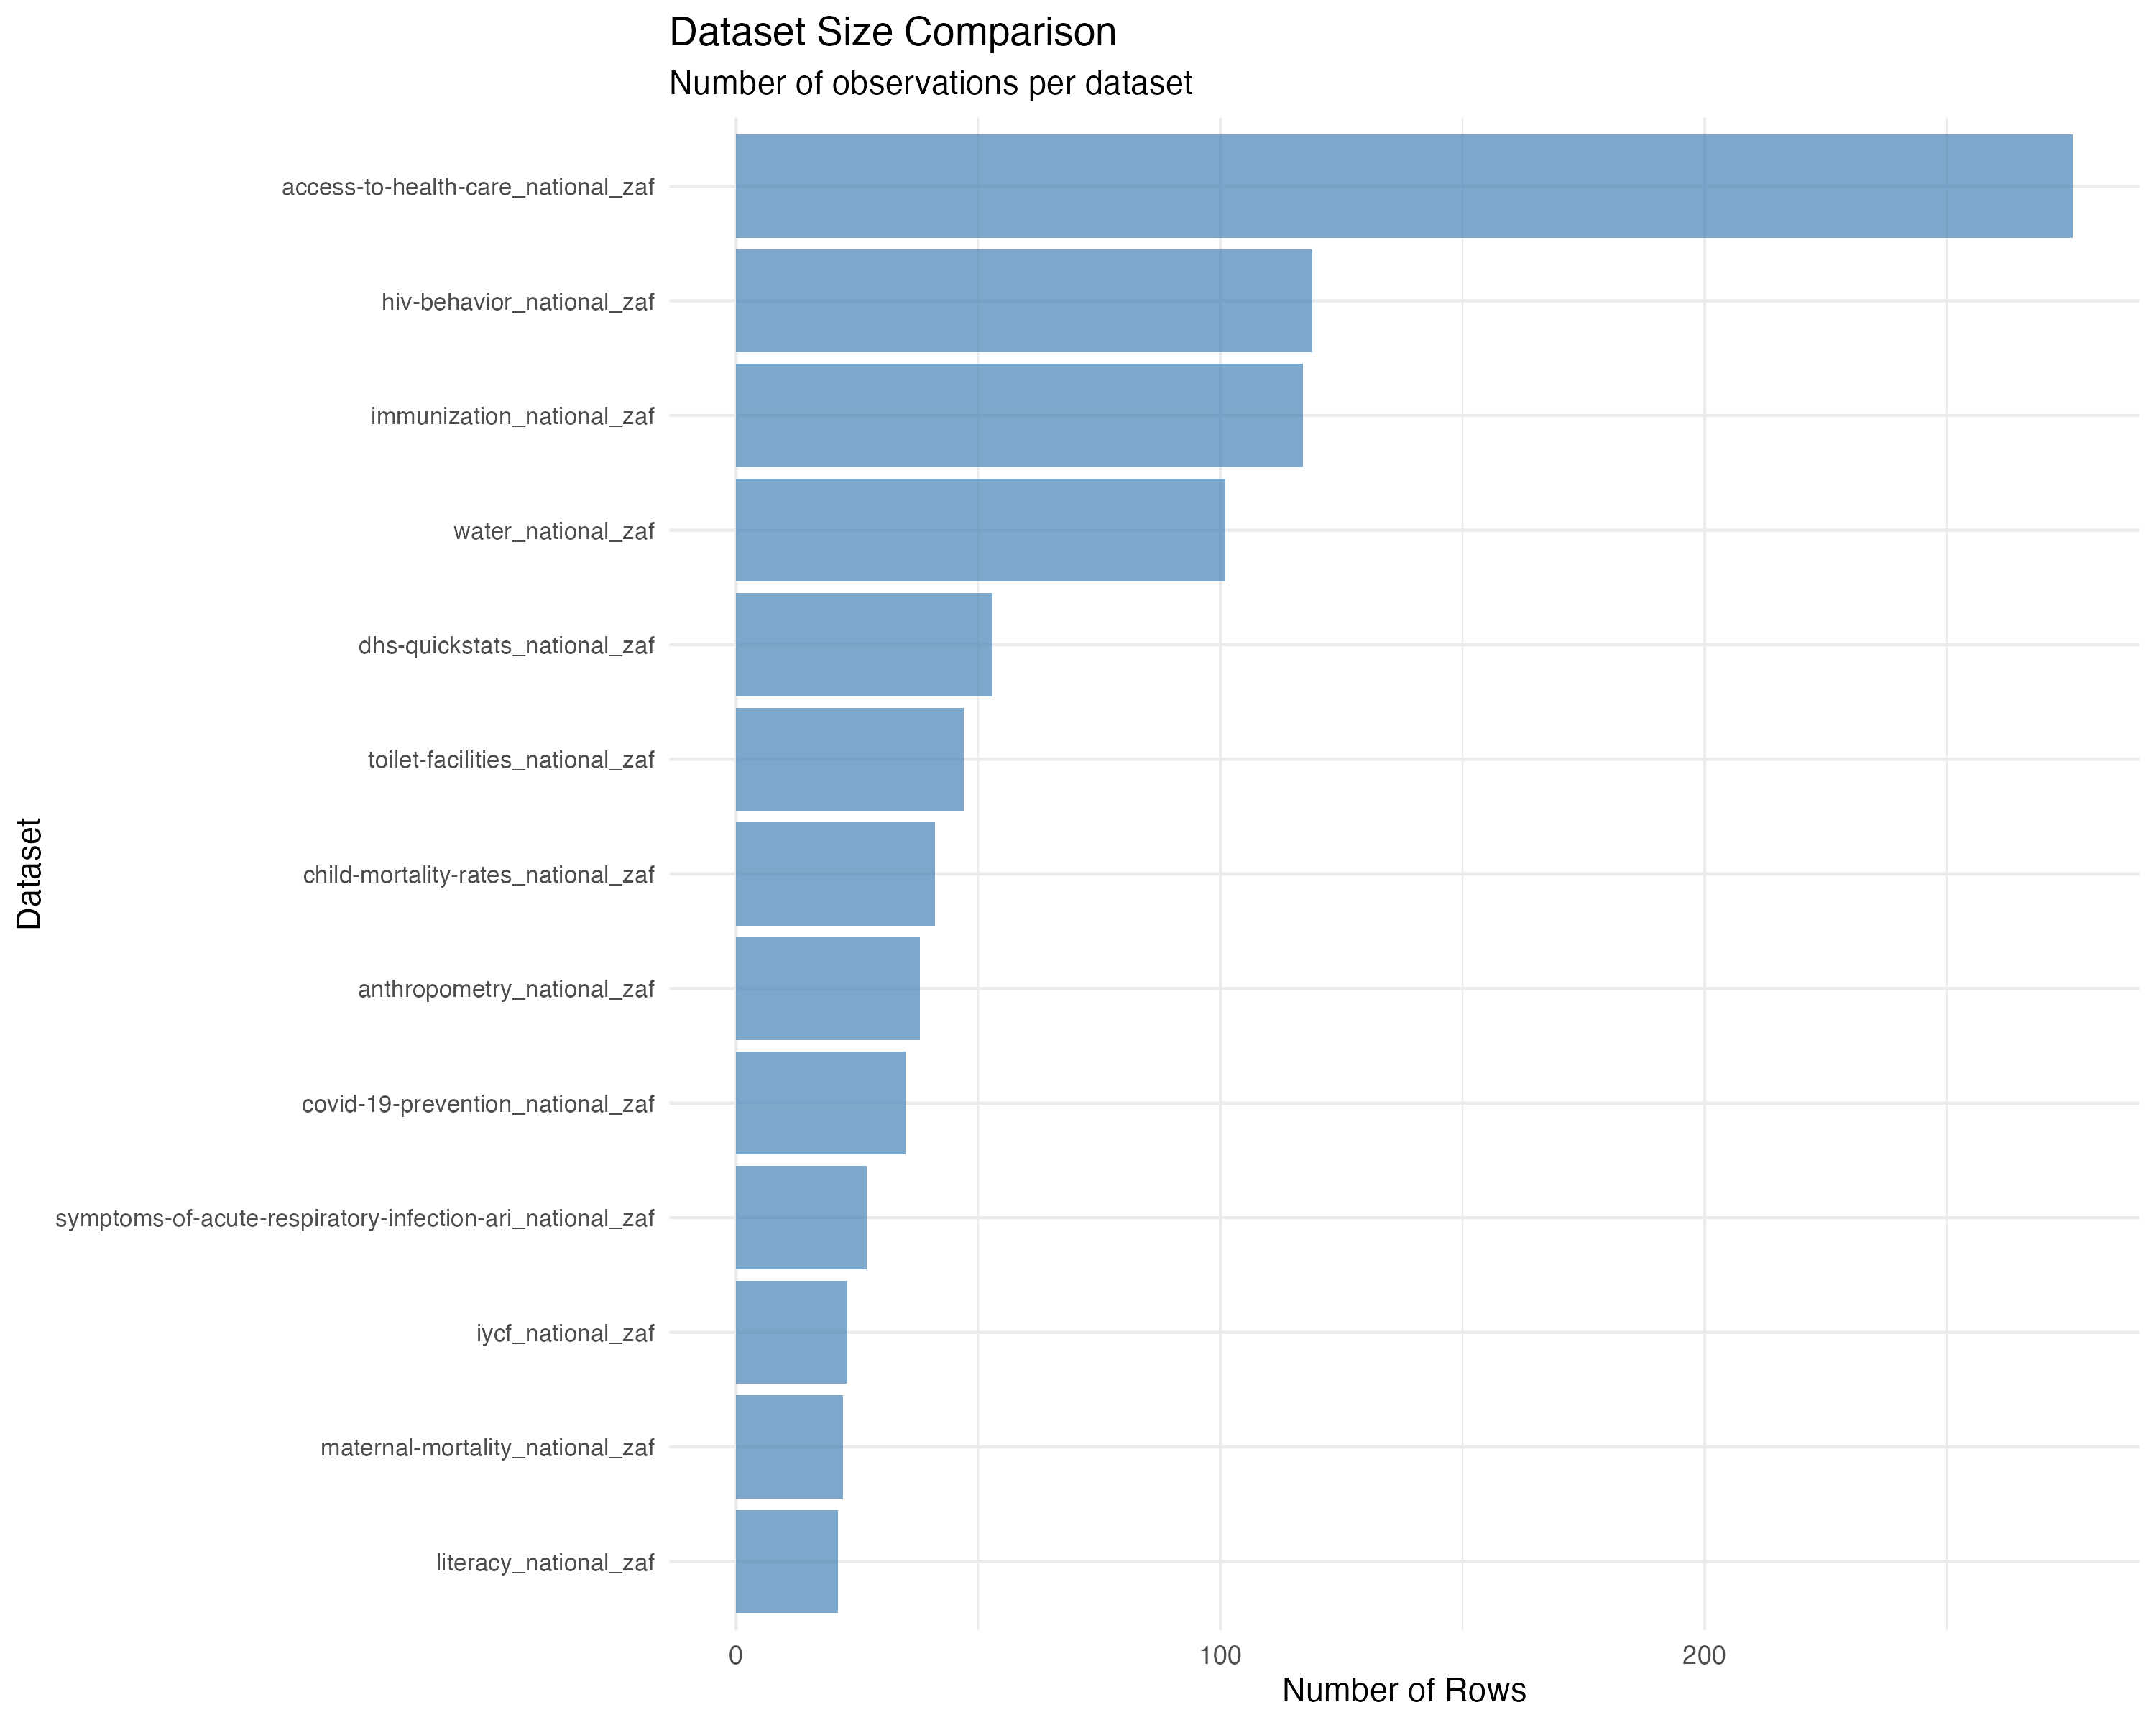 Dataset Size Comparison
Number of observations per dataset
access-to-health-care_national_zaf
hiv-behavior_national_zaf
immunization_national_zaf
water_national_zaf
dhs-quickstats_national_zaf
toilet-facilities_national_zaf
child-mortality-rates_national_zaf
anthropometry_national_zaf
covid-19-prevention_national_zaf
symptoms-of-acute-respiratory-infection-ari_national_zaf
iycf_national_zaf
maternal-mortality_national_zaf
literacy_national_zaf
Dataset
0 100 200
Number of Rows